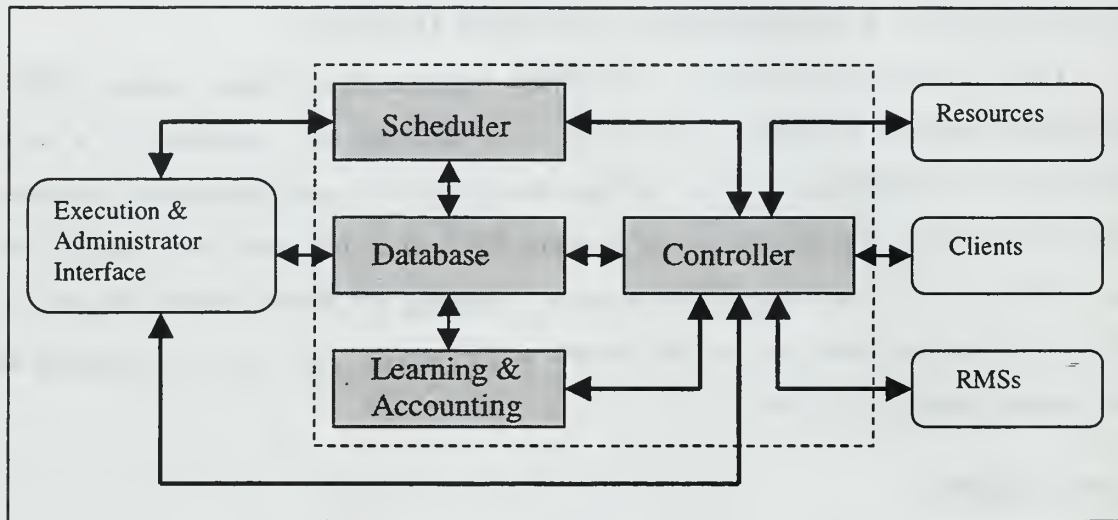 Scheduler
Resources
Execution &
Administrator
Interface
Database
Controller
Clients
Learning &
Accounting
RMSs